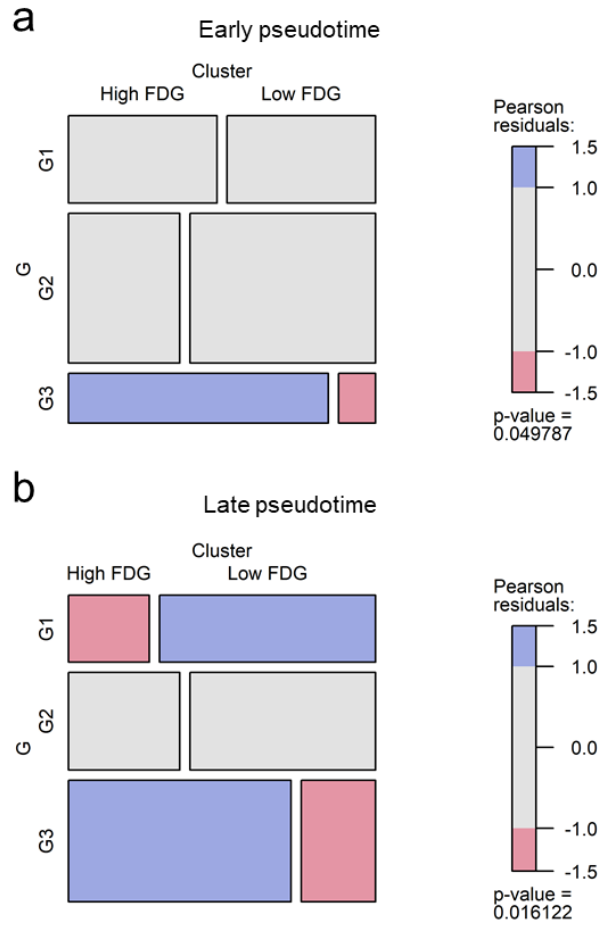 a
Early pseudotime
Cluster
High FDG Low FDG
G
G1
G2
G3
Pearson
residuals:
1.5
1.0
0.0
-1.0
-1.5
p-value =
0.049787
b
Late pseudotime
Cluster
High FDG Low FDG
G
G1
G2
G3
Pearson
residuals:
1.5
1.0
0.0
-1.0
-1.5
p-value =
0.016122